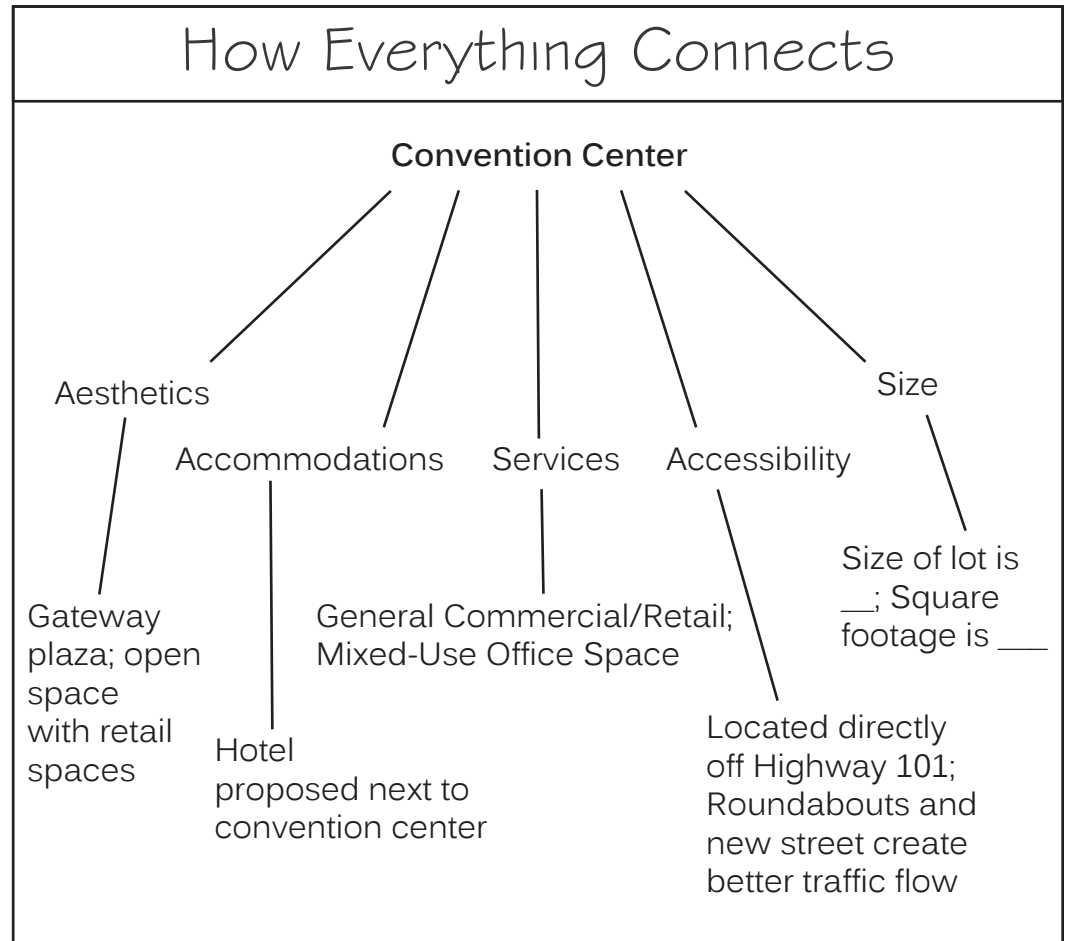 How Everything Connects
Convention Center
Aesthetics
Size
Accommodations
Services
Accessibility
Gateway
plaza; open
space
with retail
spaces
Hotel
proposed next to
convention center
General Commercial/Retail;
Mixed-Use Office Space
Located directly
off Highway 101;
Roundabouts and
new street create
better traffic flow
Size of lot is
__; Square
footage is ___